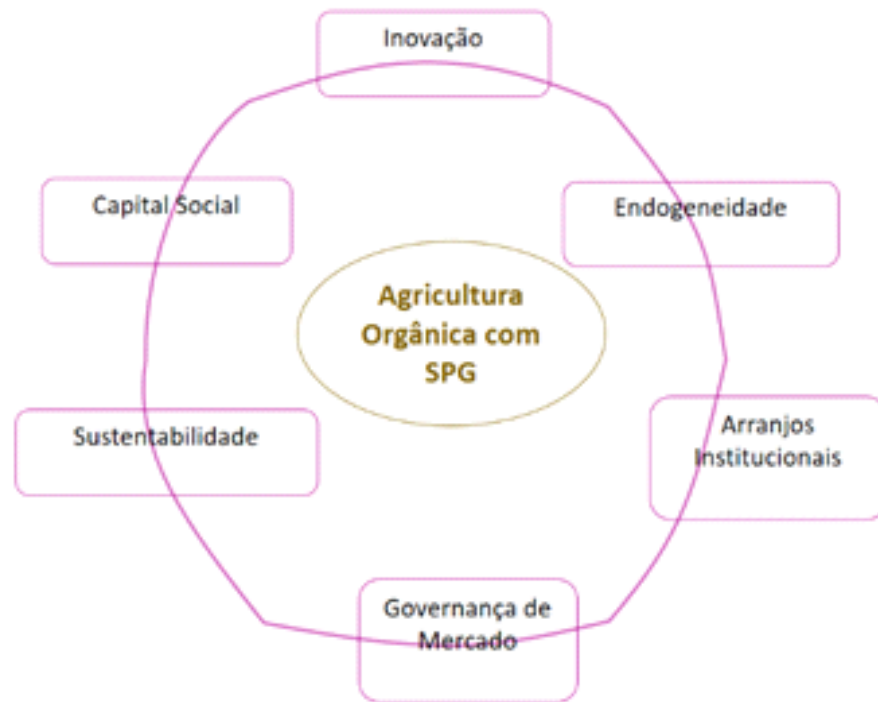 Inovação
Capital Social
Endogeneidade
Agricultura
Orgânica com
SPG
Sustentabilidade
Arranjos
Institucionais
Governança de
Mercado